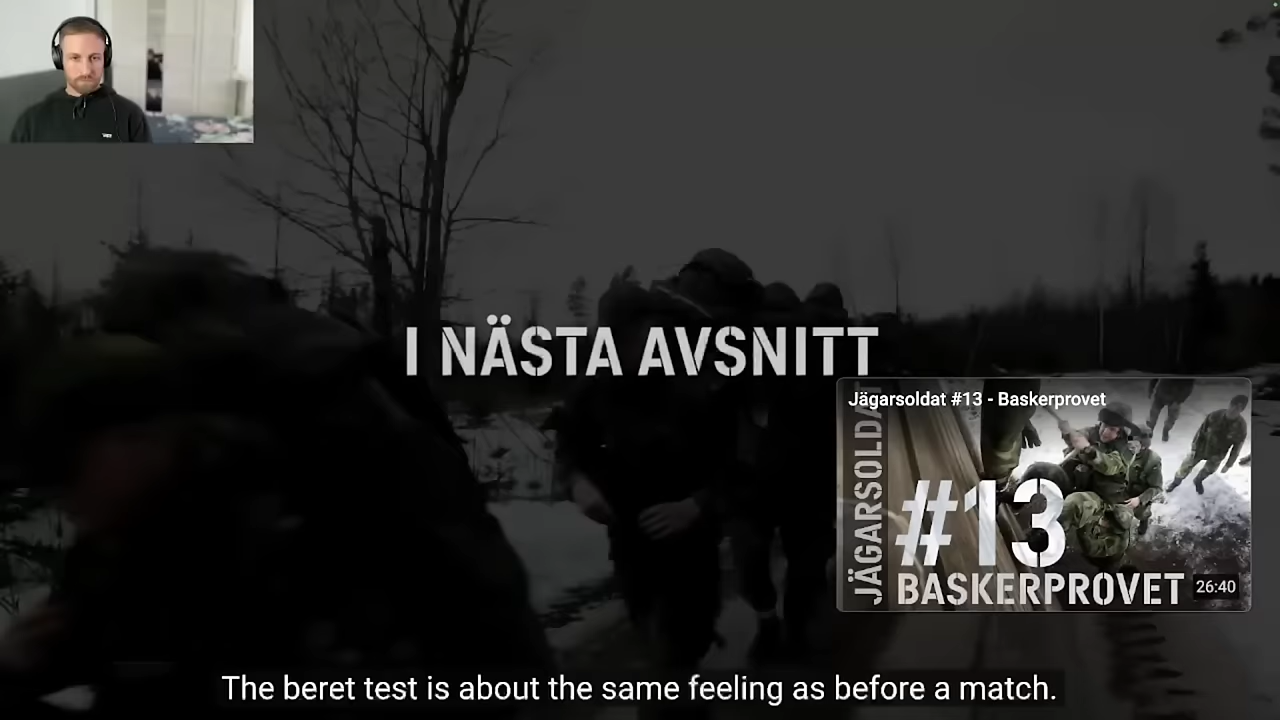 I NÄSTA AVSNITT
Jägarsoldat #13 - Baskerprovet
JÄGARSOLDAT
#13
BASKERPROVET
26:40
The beret test is about the same feeling as before a match.